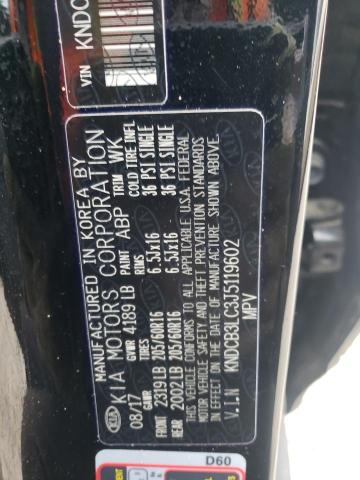 VIN KNDC
MANUFACTURED IN KOREA BY
KIA MOTORS CORPORATION
PAINT ABP TRIM WK
08/17 GVWR 4189 LB
GAWR TIRES RIMS COLD TIRE INFL
FRONT 2319 LB 205/60R16 6.5JX16 36 PSI SINGLE
REAR 2002 LB 205/60R16 6.5JX16 36 PSI SINGLE
THIS VEHICLE CONFORMS TO ALL APPLICABLE U.S.A. FEDERAL
MOTOR VEHICLE SAFETY, THEFT PREVENTION STANDARDS
IN EFFECT ON THE DATE OF MANUFACTURE SHOWN ABOVE
V.I.N KNDCB3LC3J5119602
MPV
D60